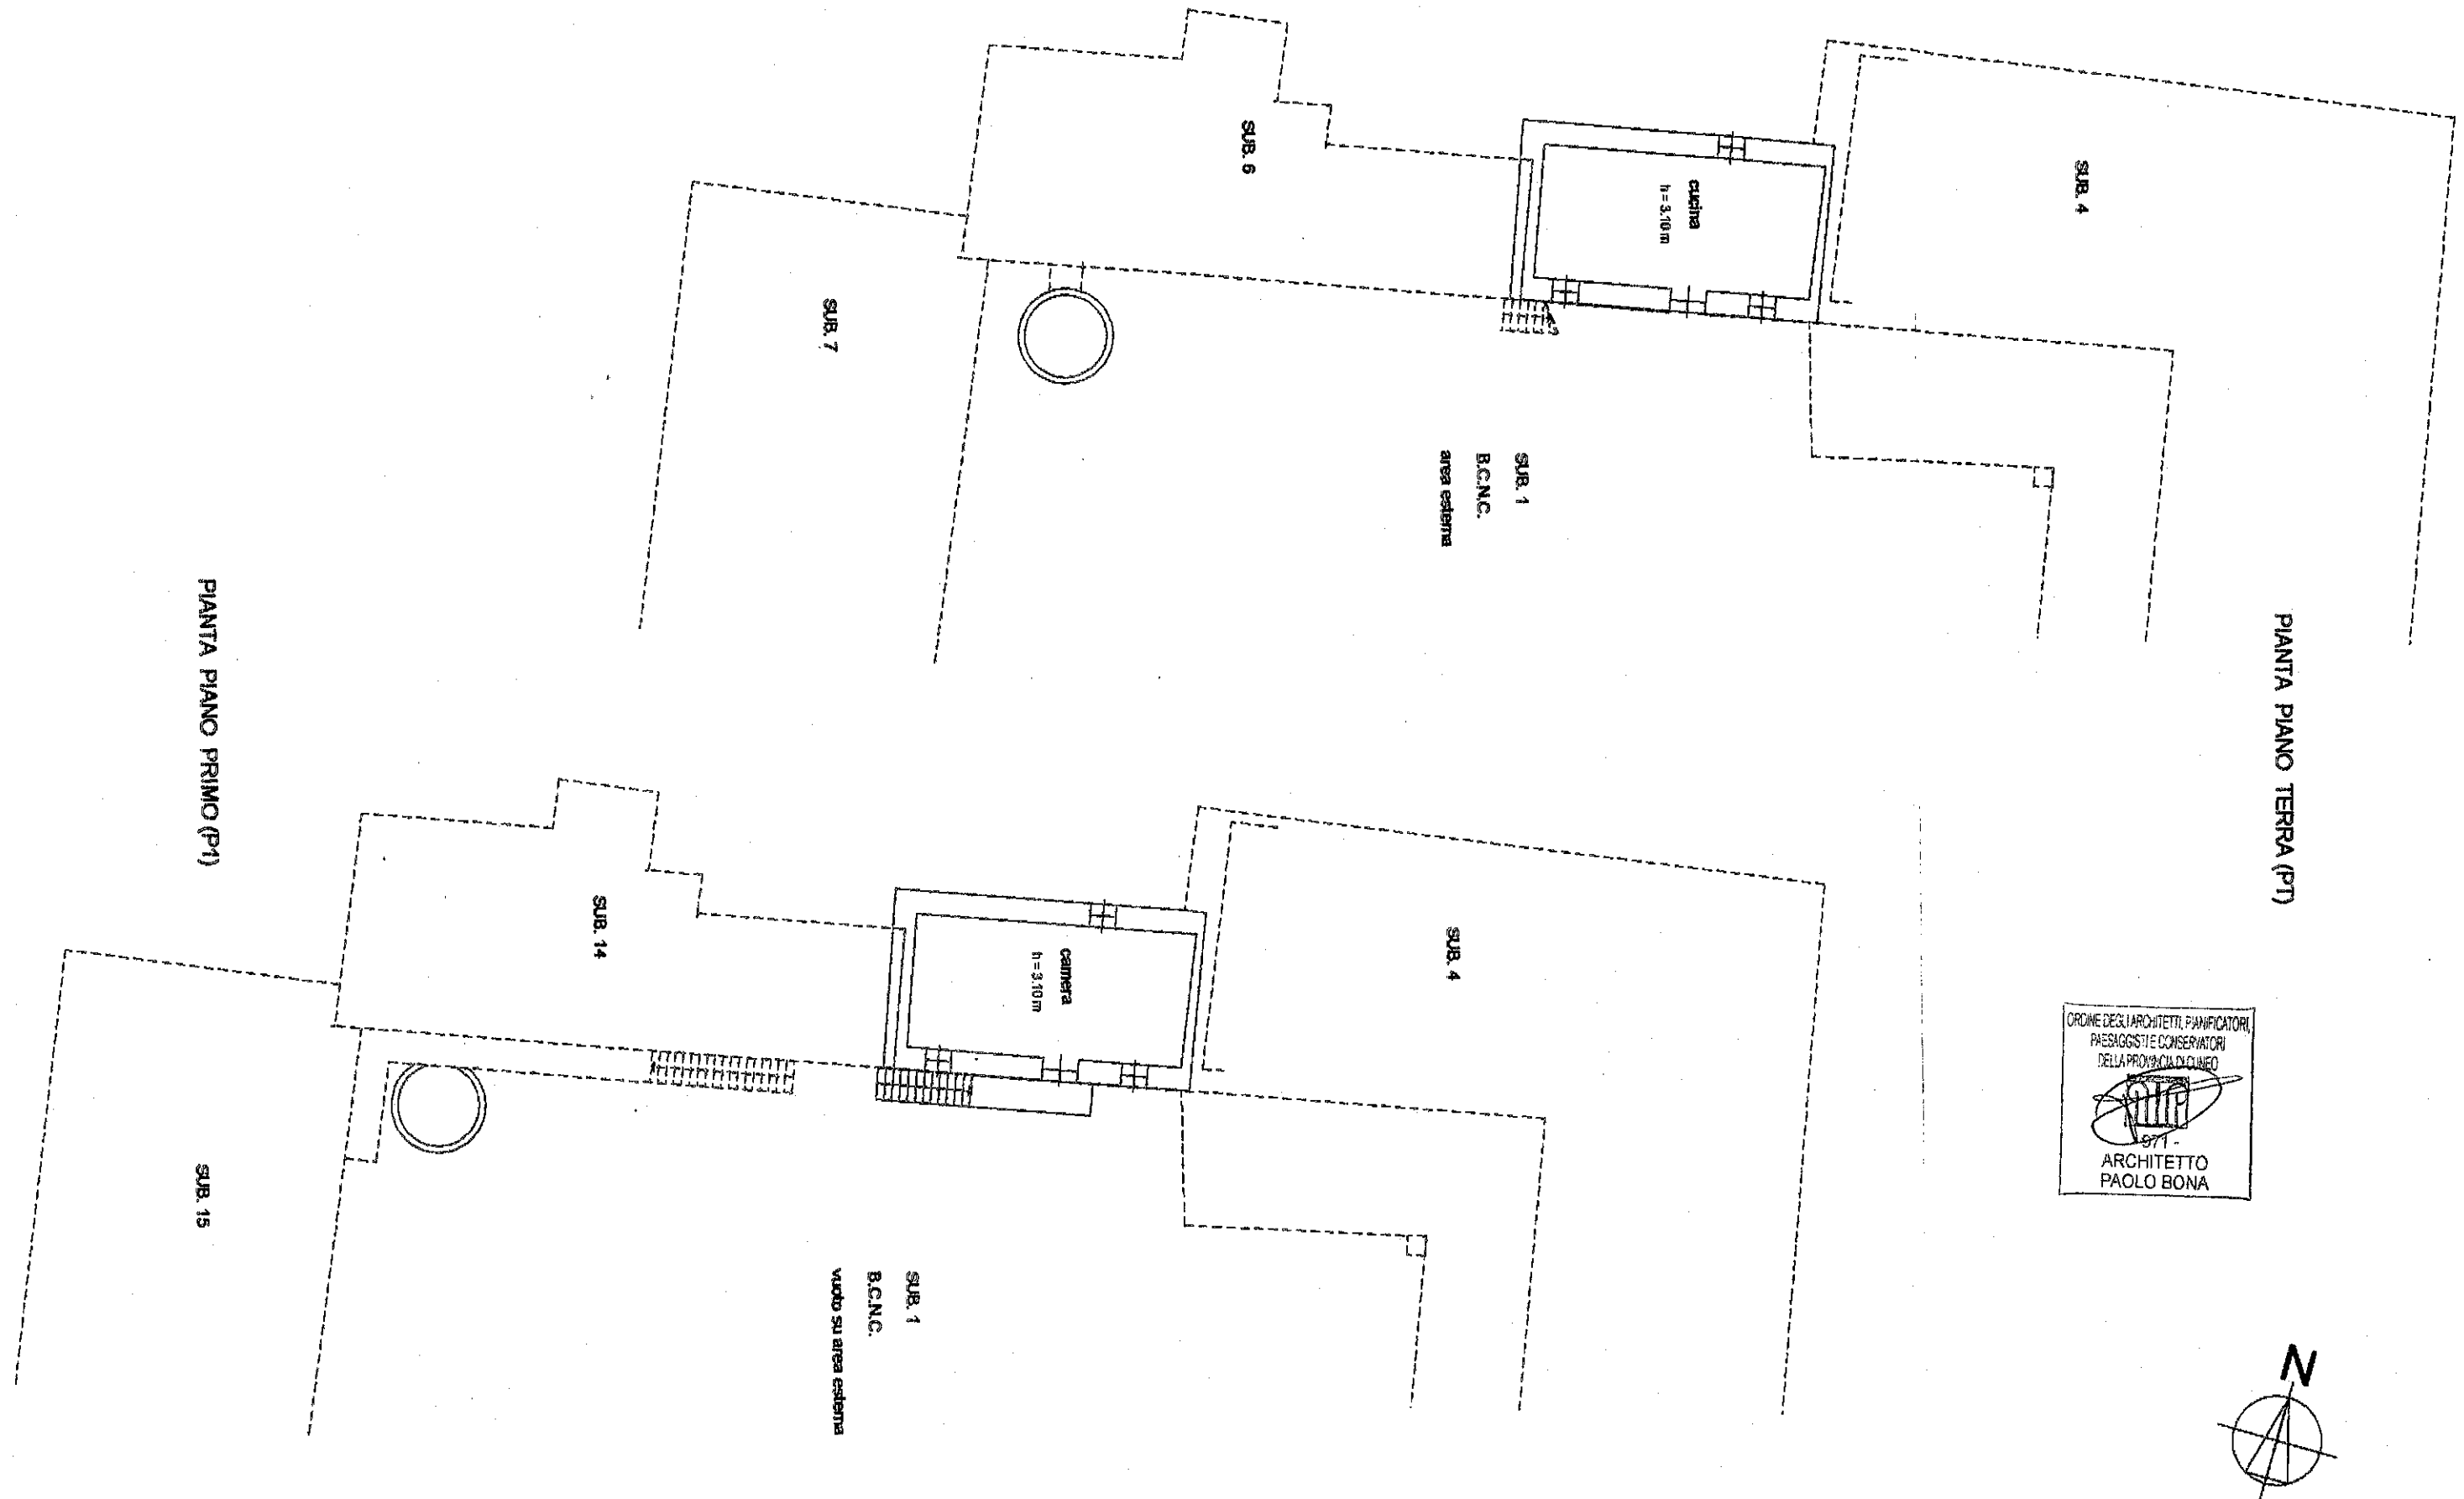 PIANTA PIANO TERRA (PT)
SUB. 4
cucina
h = 3.10 m
SUB. 6
SUB. 7
SUB. 1
B.C.N.C.
area esterna
PIANTA PIANO PRIMO (P1)
SUB. 4
camera
h = 3.10 m
SUB. 14
SUB. 15
SUB. 1
B.C.N.C.
vuoto su area esterna
ORDINE DEGLI ARCHITETTI, PIANIFICATORI,
PAESAGGISTI E CONSERVATORI
DELLA PROVINCIA DI CUNEO
971 -
ARCHITETTO
PAOLO BONA
N